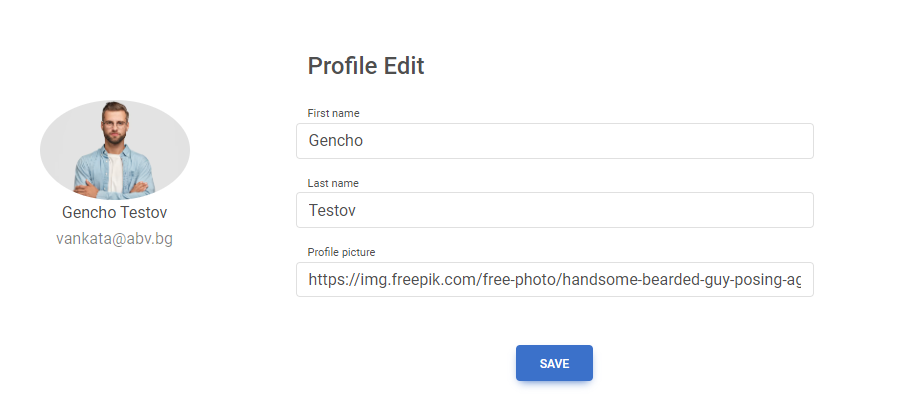 Profile Edit
First name
Gencho
Last name
Testov
Profile picture
https://img.freepik.com/free-photo/handsome-bearded-guy-posing-ag
SAVE
Gencho Testov
vankata@abv.bg